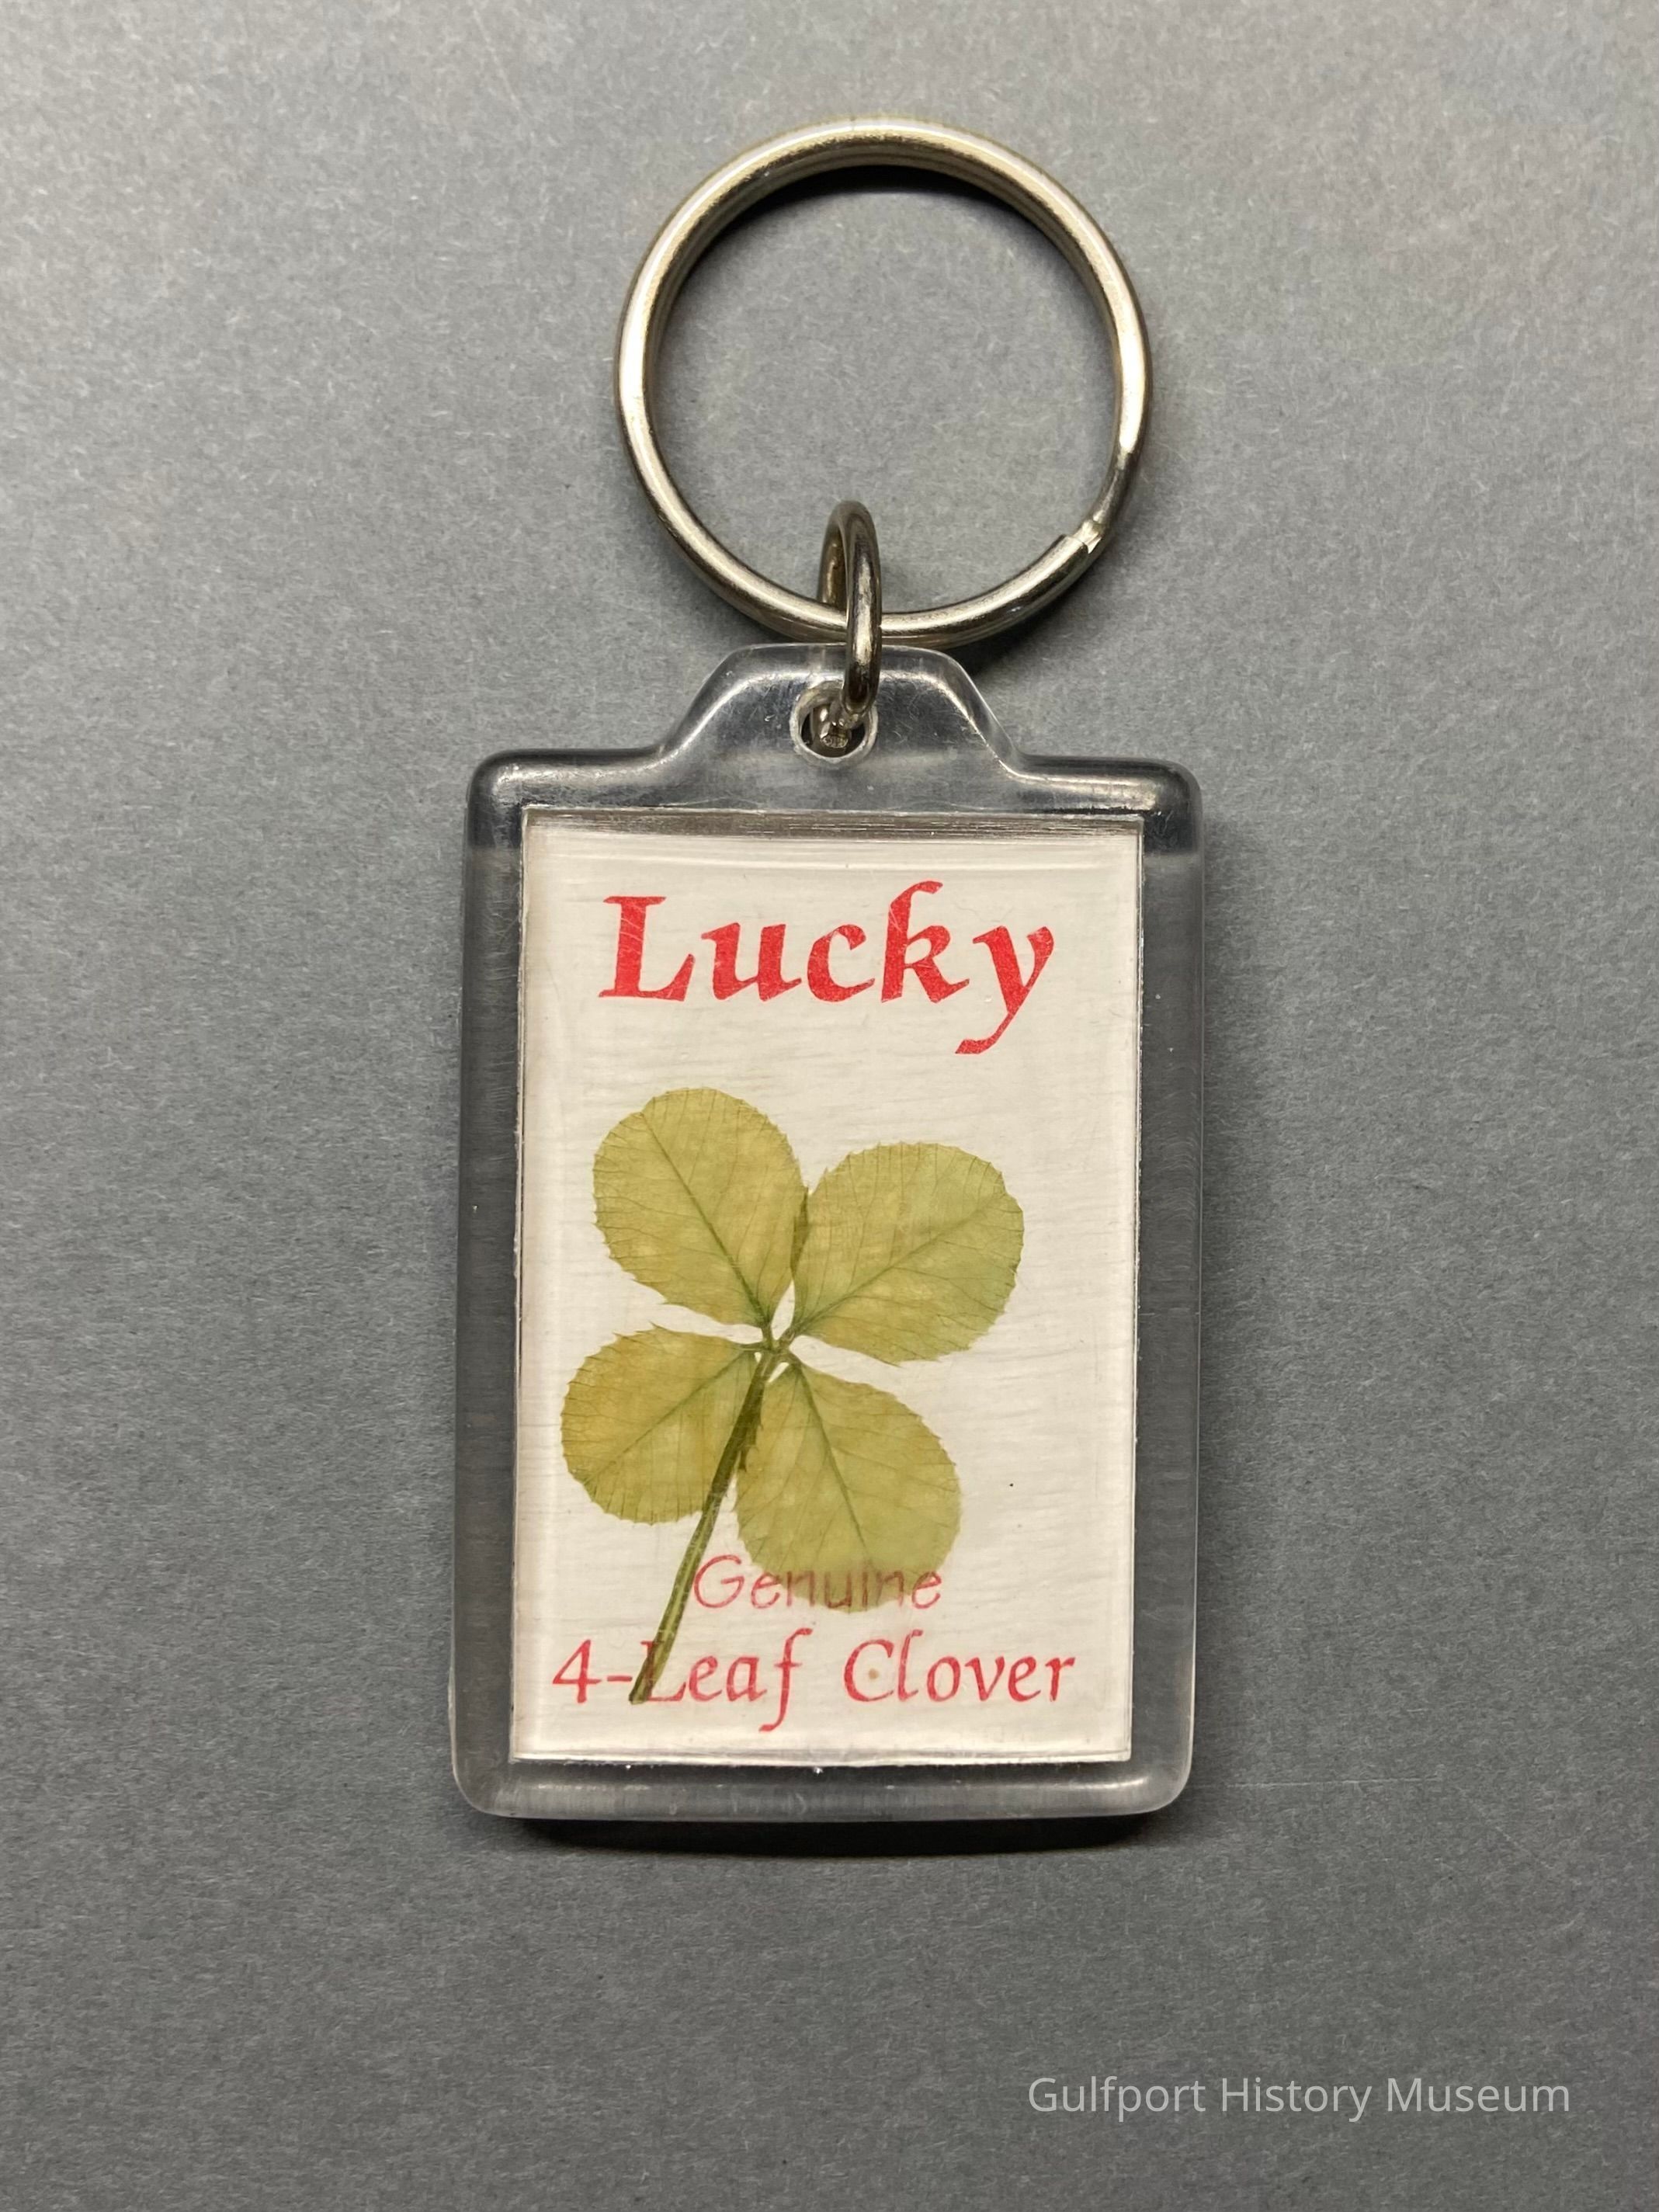 Lucky
Genuine
4-Leaf Clover
Gulfport History Museum